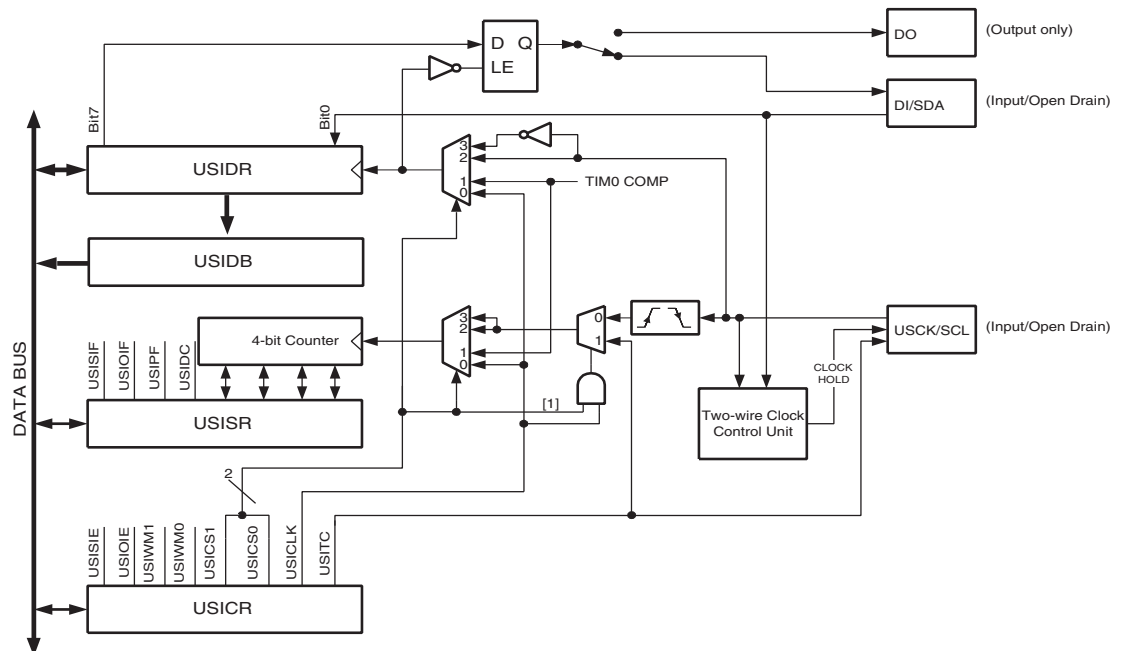 D Q
LE
DO
(Output only)
DI/SDA
(Input/Open Drain)
Bit7
Bit0
USIDR
3
2
1
0
TIM0 COMP
USIDB
DATA BUS
4-bit Counter
3
2
1
0
0
1
USCK/SCL
(Input/Open Drain)
CLOCK
HOLD
USISIF
USIOIF
USIPF
USIDC
USISR
[1]
Two-wire Clock
Control Unit
2
USISIE
USIOIE
USIWM1
USIWM0
USICS1
USICS0
USICLK
USITC
USICR